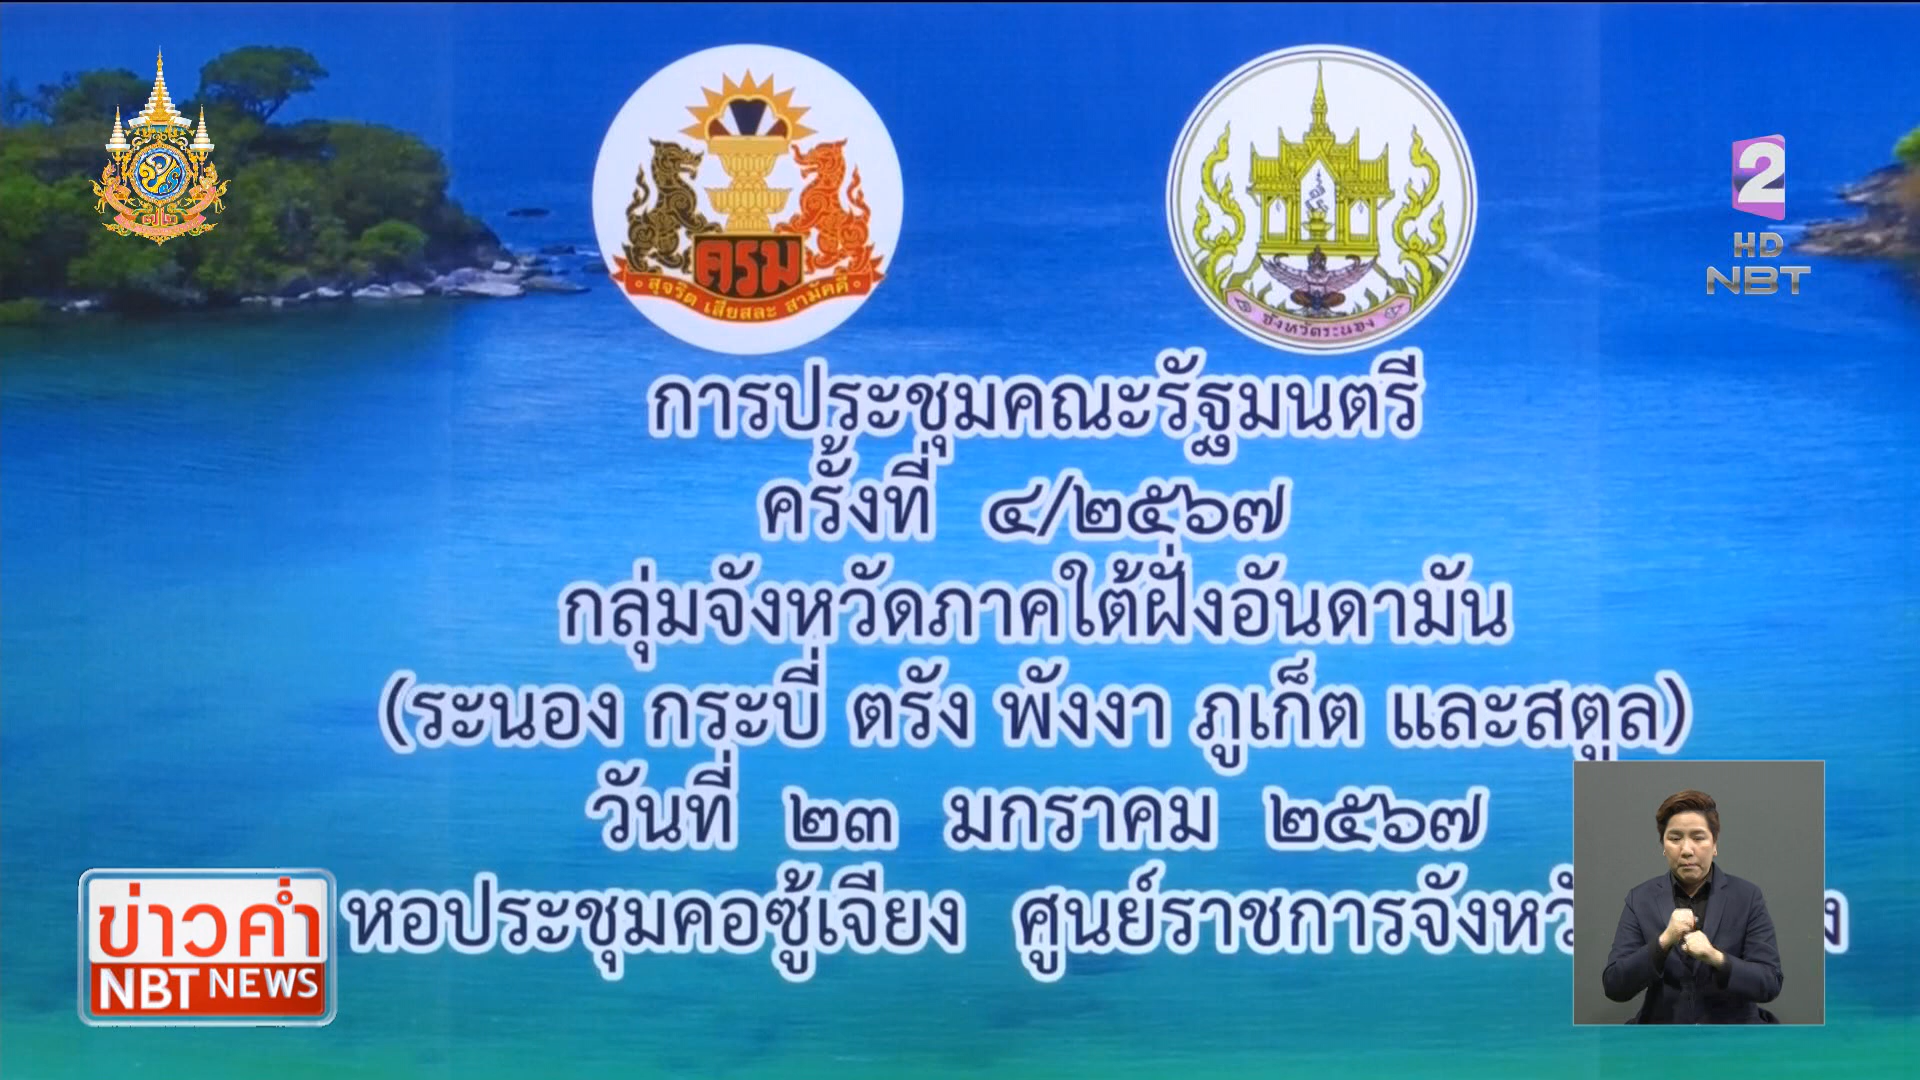 ๗๒
ครม
สุจริต เสียสละ สามัคคี
จังหวัดระนอง
2
HD
NBT
การประชุมคณะรัฐมนตรี
ครั้งที่ ๔/๒๕๖๗
กลุ่มจังหวัดภาคใต้ฝั่งอันดามัน
(ระนอง กระบี่ ตรัง พังงา ภูเก็ต และสตูล)
วันที่ ๒๓ มกราคม ๒๕๖๗
หอประชุมคอซู้เจียง ศูนย์ราชการ
ข่าวค่ำ
NBT NEWS